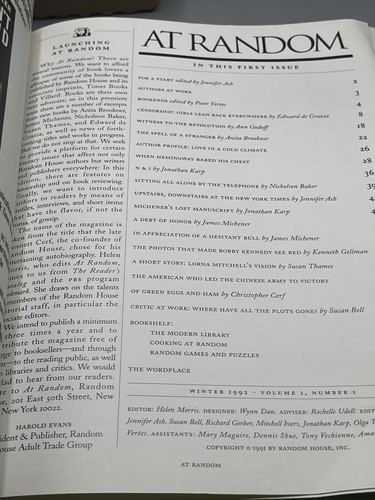 LAUNCHING
AT RANDOM
Why At Random? There are
several reasons. We want to afford
community of book lovers a
glimpse of some of the being
published by Random House and its
associate imprints, Times Books
and Villard. Books are their own
best advocate, so in this premiere
there are a number of excerpts
from new books by Anita Brookner,
Michener, Nicholson Baker,
Thames, and Edward de
Grazia, as well as news of forth-
coming titles and works in progress.
But we do not stop at that. We seek
to provide a platform for certain
literary issues that affect not only
Random House authors but writers
and publishers everywhere: In this
edition, there are features on
censorship and on book reviewing.
Finally, we want to introduce
authors to readers by means of
profiles, interviews, and short items
that have the flavor, if not the
of gossip.
The name of the magazine is
taken from the title that the late
Bennett Cerf, the co-founder of
Random House, chose for his
entertaining autobiography. Helen
Morris, who edits At Random,
comes to us from The Reader's
Catalog and the PBS program
Bookmark. She draws on the talents
of members of the Random House
editorial staff, in particular the
associate editors.
We intend to publish a minimum
of three times a year and to
distribute the magazine free of
charge to booksellers—and through
them—to the reading public, as well
as to libraries and critics. We would
be glad to hear from our readers.
Write to At Random, Random
House, 201 East 50th Street, New
York, New York 10022.
HAROLD EVANS
President & Publisher, Random
House Adult Trade Group
AT RANDOM
IN THIS FIRST ISSUE
FOR A START edited by Jennifer Ash 2
AUTHORS AT WORK 3
BOOKENDS edited by Peter Vertes 4
CENSORSHIP: GIRLS LEAN BACK EVERYWHERE by Edward de Grazia 8
WITNESS TO THE REVOLUTION by Ann Godoff 18
THE SPELL OF A STRANGER by Anita Brookner 22
AUTHOR PROFILE: LOVE IN A COLD CLIMATE 26
WHEN HEMINGWAY BARED HIS CHEST 28
N & I by Jonathan Karp 36
SITTING ALL ALONE BY THE TELEPHONE by Nicholson Baker 39
UPSTAIRS, DOWNSTAIRS AT THE NEW YORK TIMES by Jennifer Ash 4
MICHENER'S LOST MANUSCRIPT by Jonathan Karp 4
A DEBT OF HONOR by James Michener
IN APPRECIATION OF A HESITANT BULL by James Michener
THE PHOTOS THAT MADE BOBBY KENNEDY SEE RED by Kenneth Gellman
A SHORT STORY: LORNA MITCHELL'S VISION by Susan Thames
THE AMERICAN WHO LED THE CHINESE ARMY TO VICTORY
OF GREEN EGGS AND HAM by Christopher Cerf
CRITIC AT WORK: WHERE HAVE ALL THE PLOTS GONE? by Susan Bell
BOOKSHELF:
THE MODERN LIBRARY
COOKING AT RANDOM
RANDOM GAMES AND PUZZLES
THE WORDPLACE
WINTER 1992 – VOLUME 1, NUMBER 1
EDITOR: Helen Morris. DESIGNER: Wynn Dan. ADVISER: Rochelle Udell. EDIT
Jennifer Ash, Susan Bell, Richard Gerber, Mitchell Ivers, Jonathan Karp, Olga T
Vertes. ASSISTANTS: Mary Maguire, Dennis Shue, Tony Vechionne, Ama
COPYRIGHT © 1991 BY RANDOM HOUSE, INC.
AT RANDOM